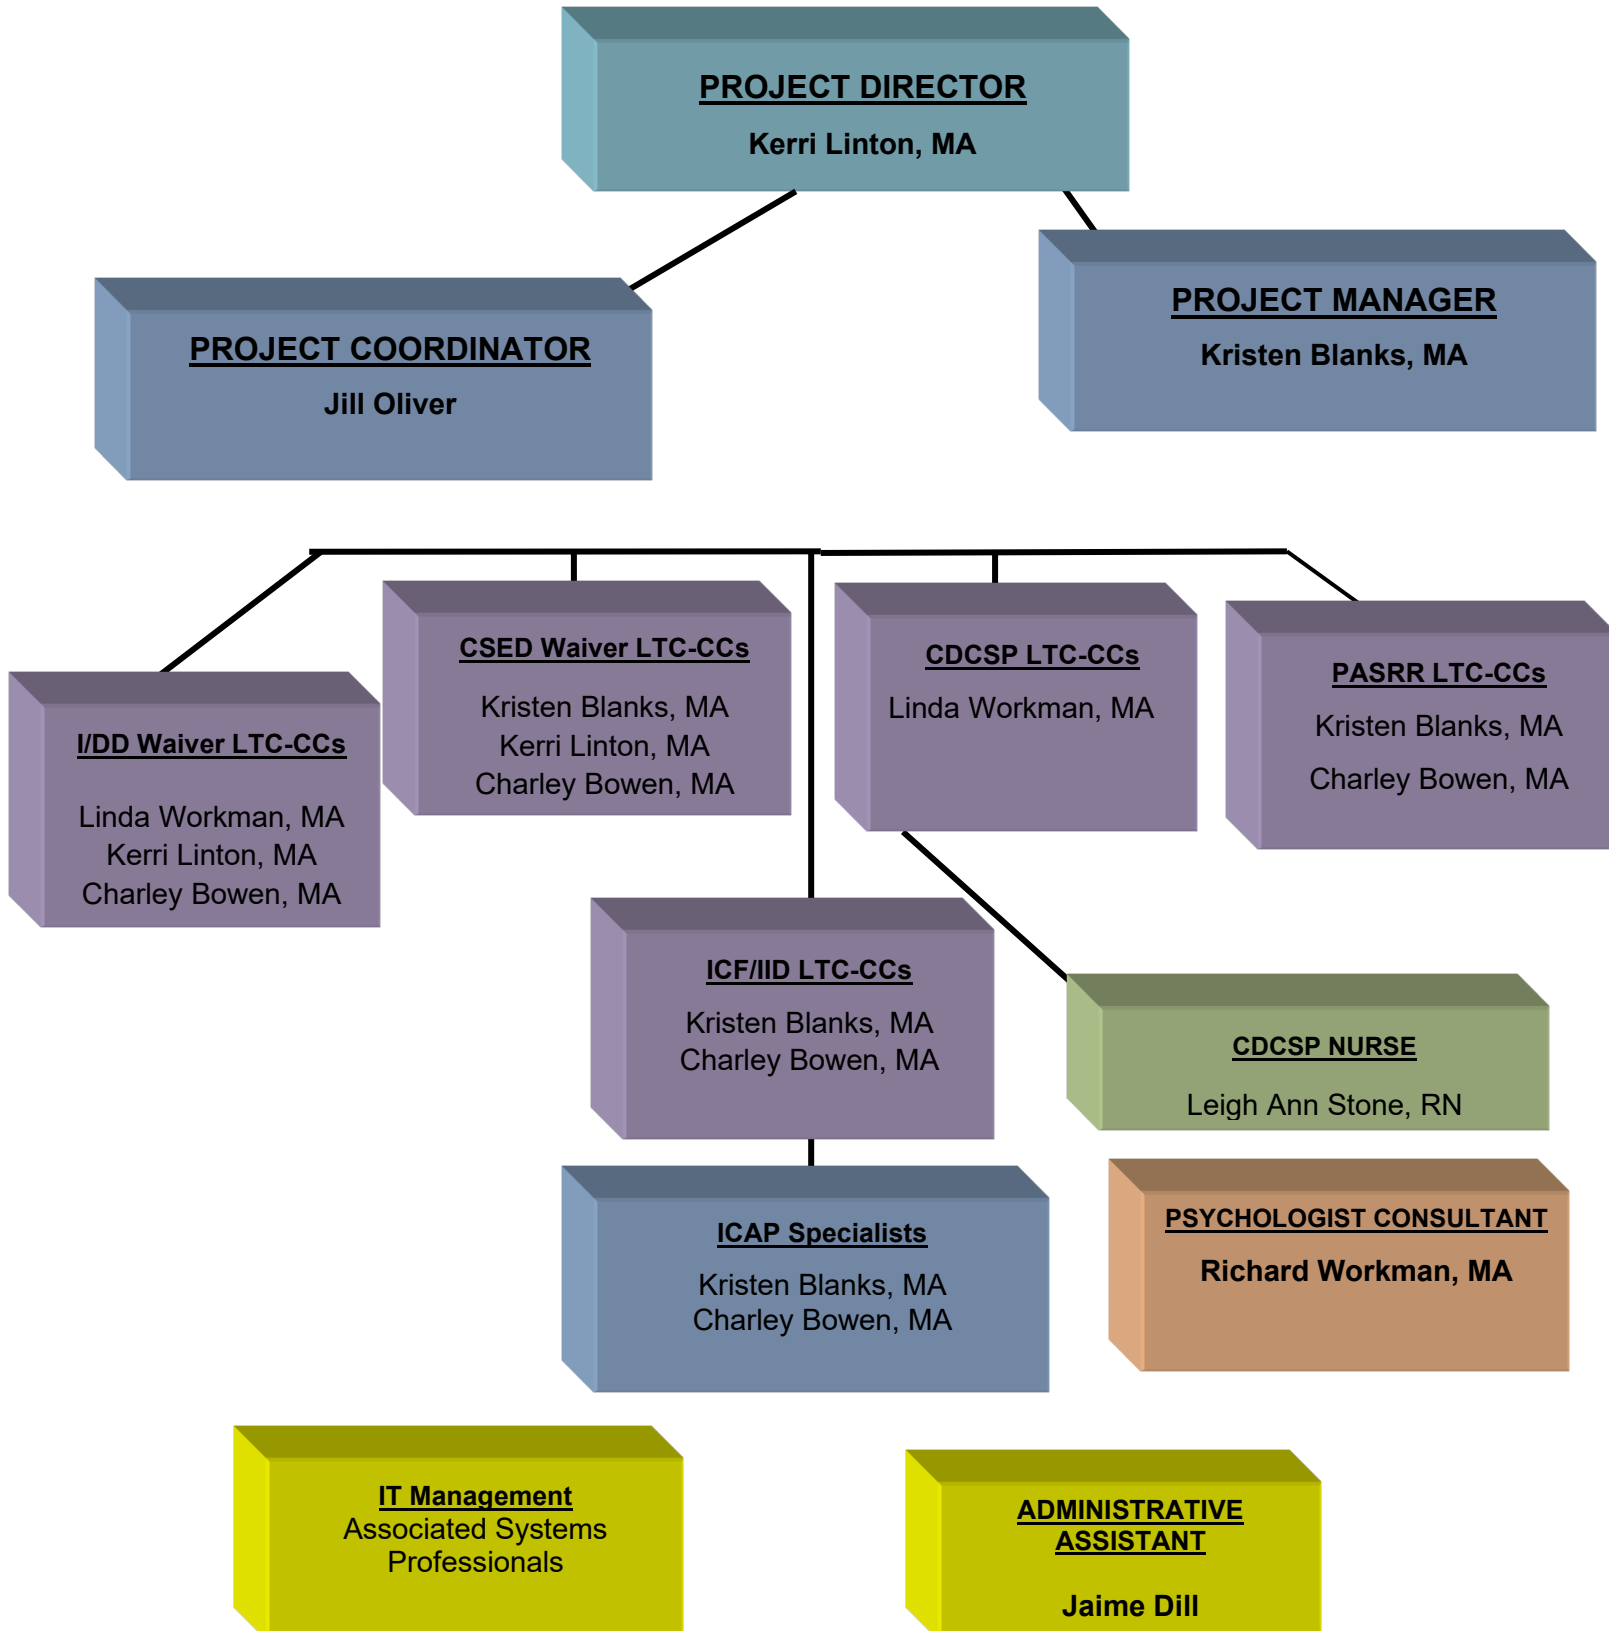 PROJECT DIRECTOR
Kerri Linton, MA
PROJECT MANAGER
Kristen Blanks, MA
PROJECT COORDINATOR
Jill Oliver
CSED Waiver LTC-CCs
Kristen Blanks, MA
Kerri Linton, MA
Charley Bowen, MA
CDCSP LTC-CCs
Linda Workman, MA
PASRR LTC-CCs
Kristen Blanks, MA
Charley Bowen, MA
I/DD Waiver LTC-CCs
Linda Workman, MA
Kerri Linton, MA
Charley Bowen, MA
ICF/IID LTC-CCs
Kristen Blanks, MA
Charley Bowen, MA
CDCSP NURSE
Leigh Ann Stone, RN
ICAP Specialists
Kristen Blanks, MA
Charley Bowen, MA
PSYCHOLOGIST CONSULTANT
Richard Workman, MA
IT Management
Associated Systems
Professionals
ADMINISTRATIVE
ASSISTANT
Jaime Dill